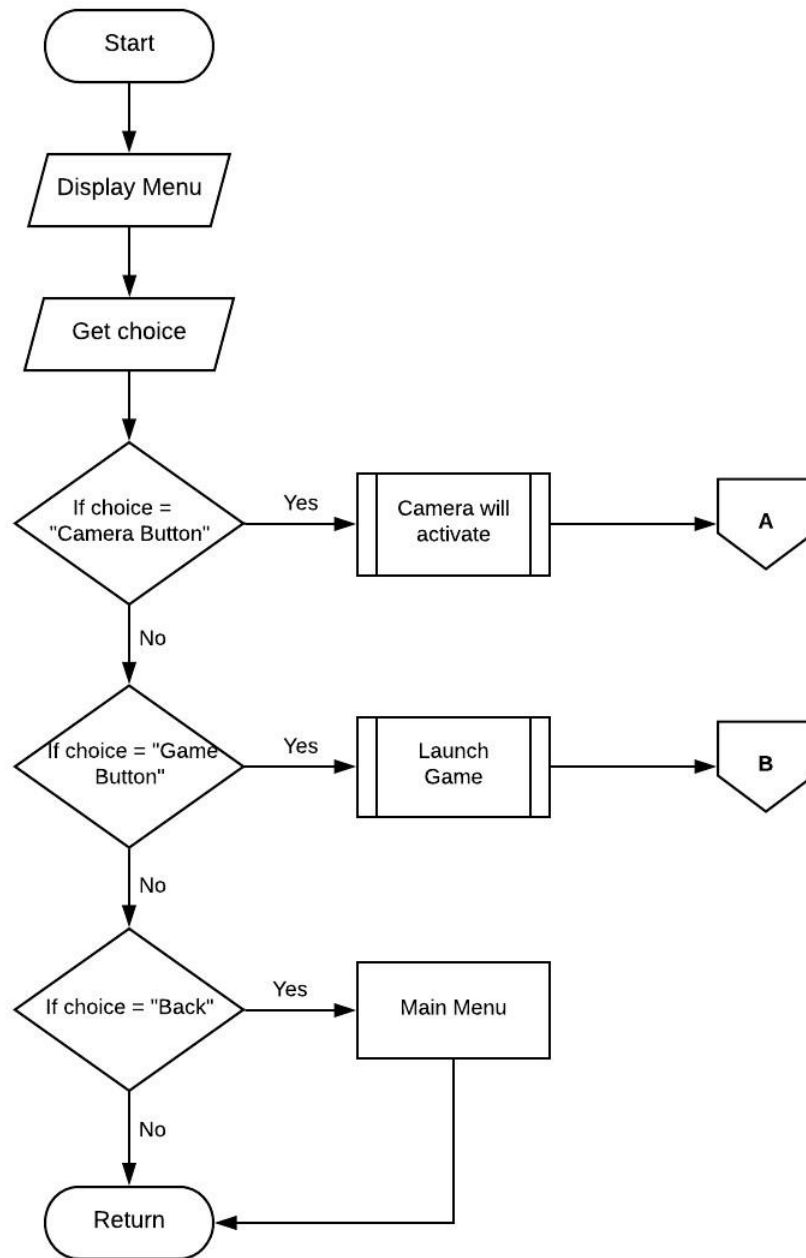 Start
Display Menu
Get choice
If choice =
"Camera Button"
Yes
Camera will
activate
A
No
If choice = "Game
Button"
Yes
Launch
Game
B
No
If choice = "Back"
Yes
Main Menu
No
Return